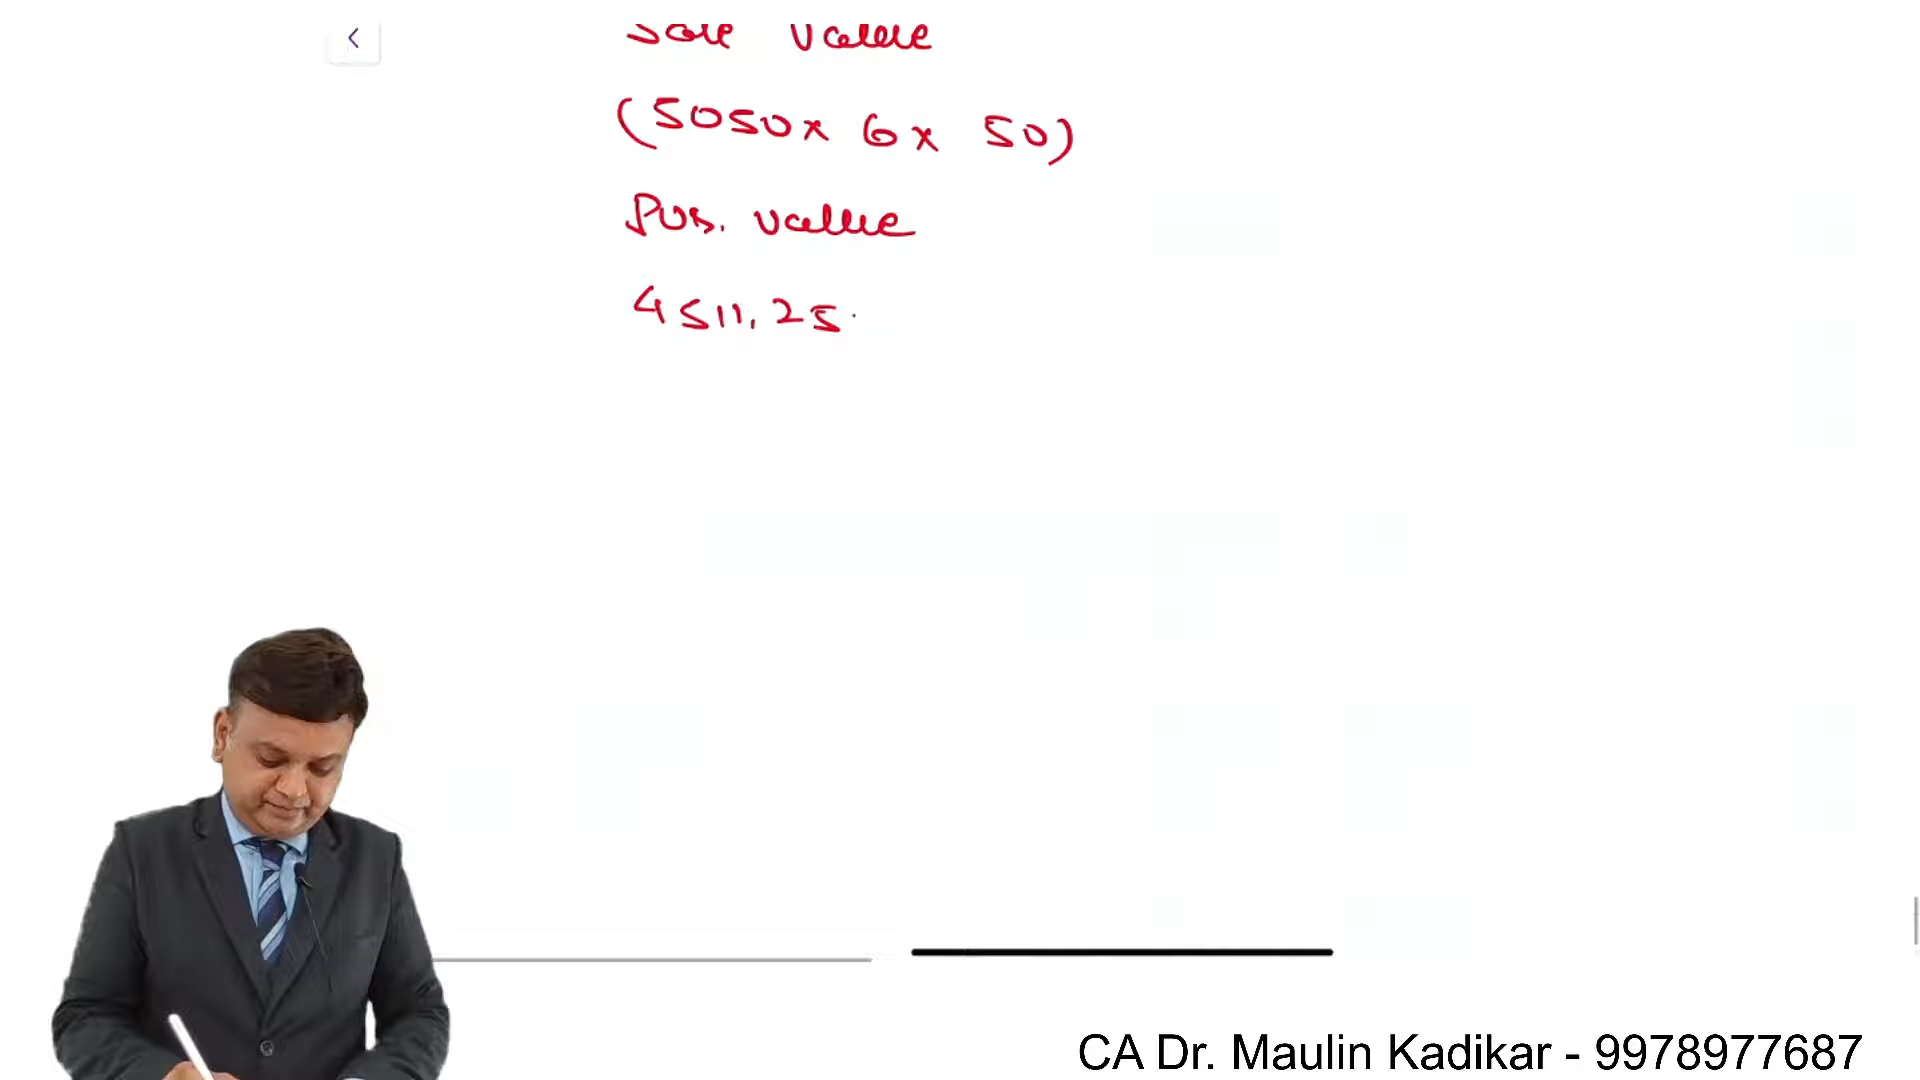 Sale value
(5050 x 6 x 50)
Pur. value
4511.25
CA Dr. Maulin Kadikar - 9978977687